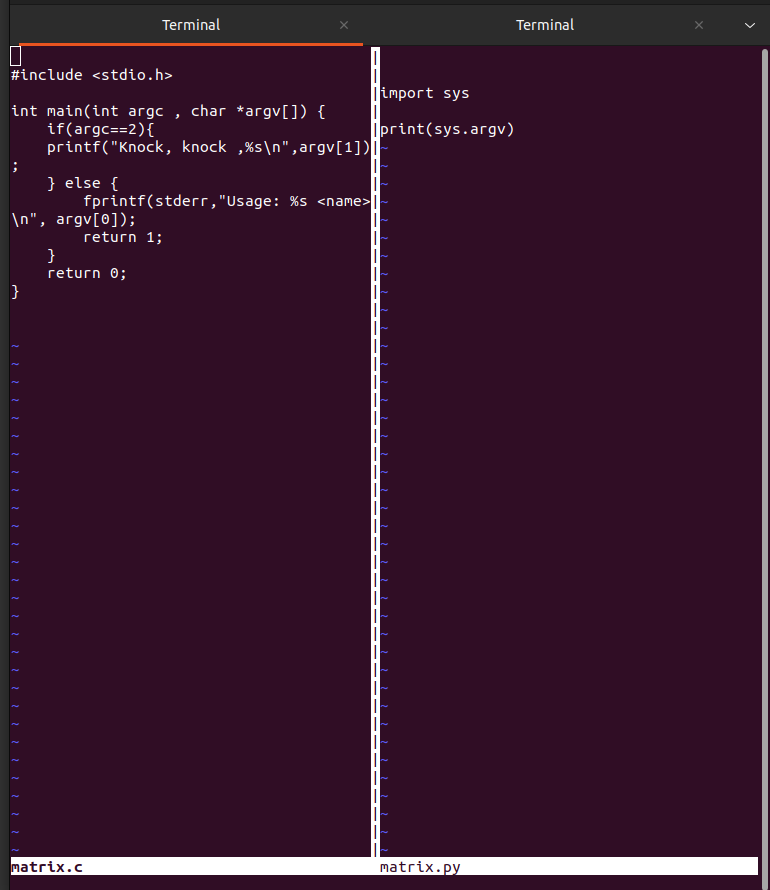 Terminal
Terminal
#include <stdio.h>
int main(int argc , char *argv[]) {
    if(argc==2){
    printf("Knock, knock ,%s\n",argv[1])
;
    } else {
        fprintf(stderr,"Usage: %s <name>
\n", argv[0]);
        return 1;
    }
    return 0;
}
matrix.c
import sys
print(sys.argv)
matrix.py